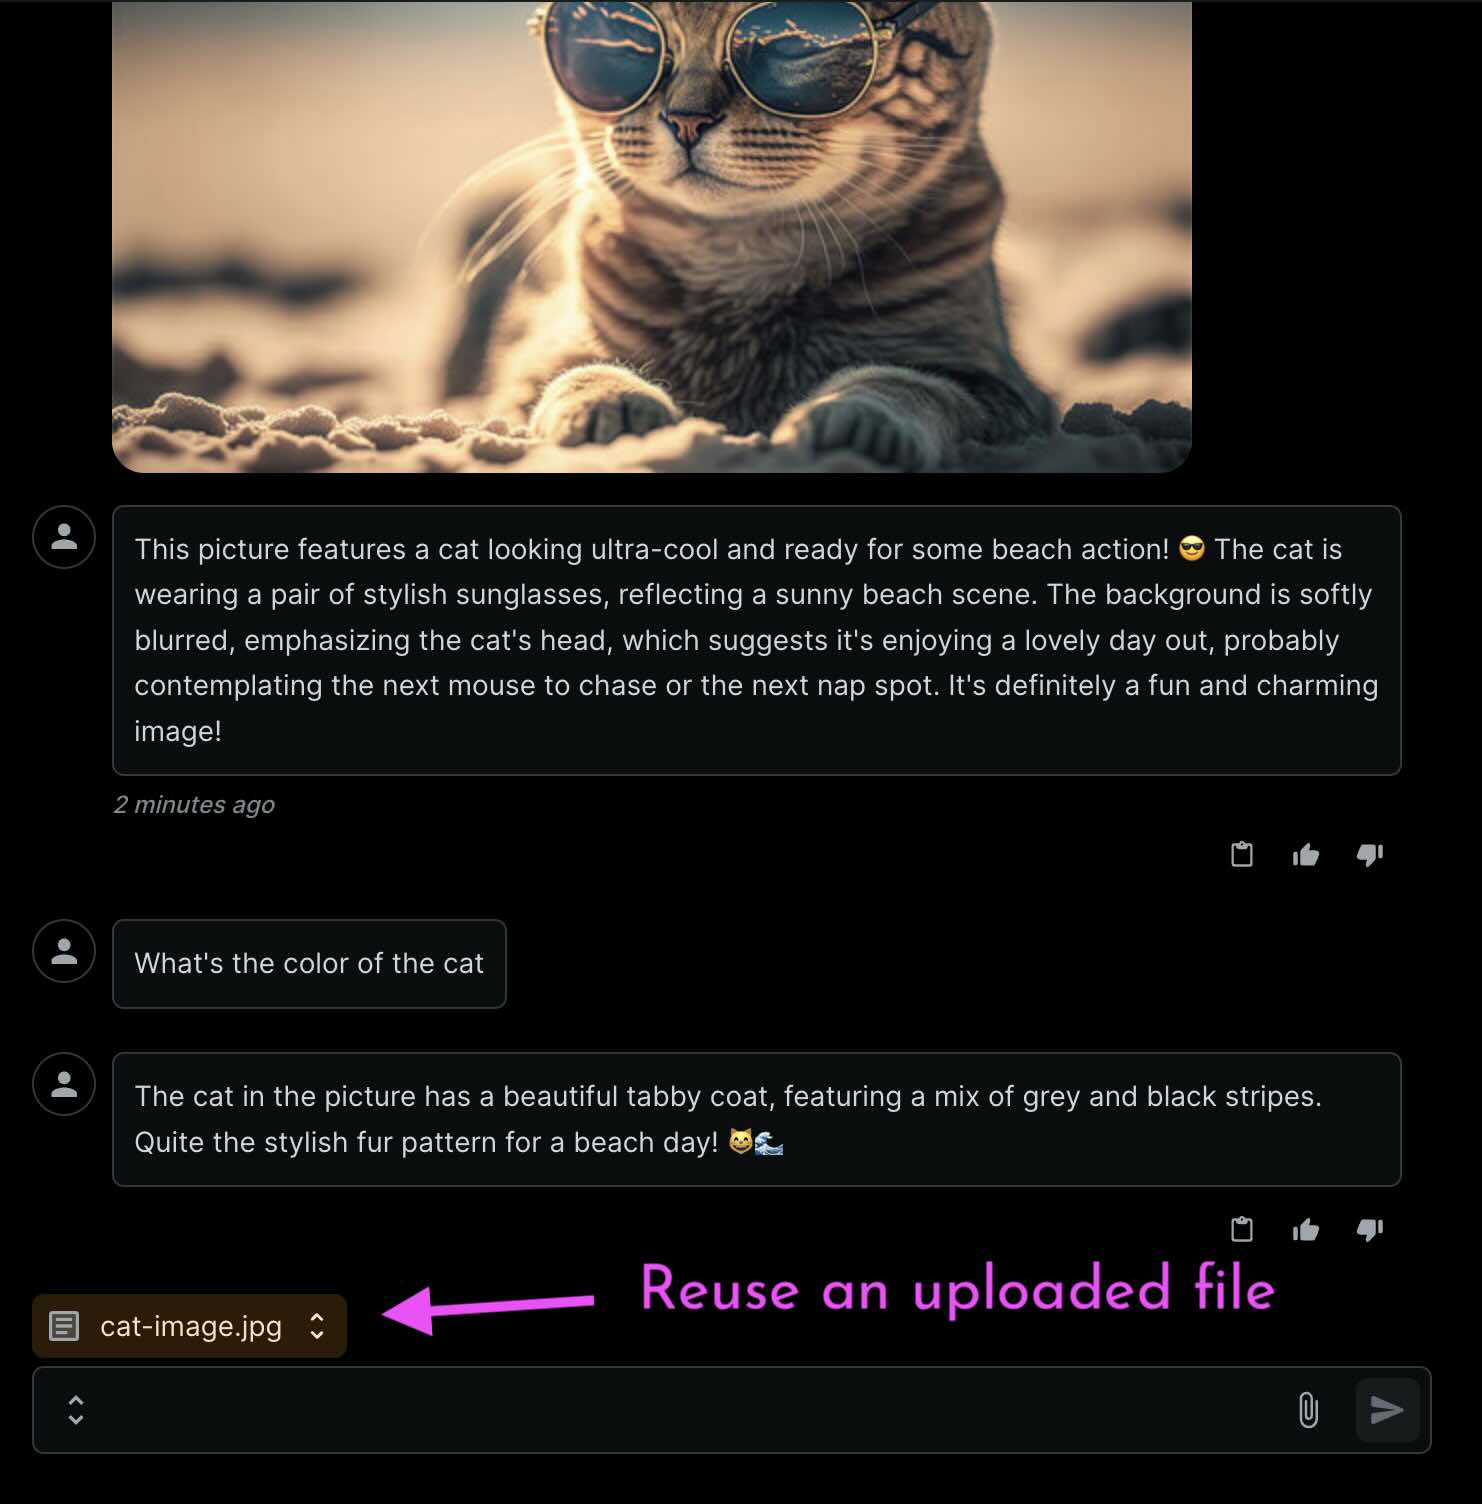 This picture features a cat looking ultra-cool and ready for some beach action! 😎 The cat is
wearing a pair of stylish sunglasses, reflecting a sunny beach scene. The background is softly
blurred, emphasizing the cat's head, which suggests it's enjoying a lovely day out, probably
contemplating the next mouse to chase or the next nap spot. It's definitely a fun and charming
image!
2 minutes ago
What's the color of the cat
The cat in the picture has a beautiful tabby coat, featuring a mix of grey and black stripes.
Quite the stylish fur pattern for a beach day! 😺🌊
Reuse an uploaded file
cat-image.jpg